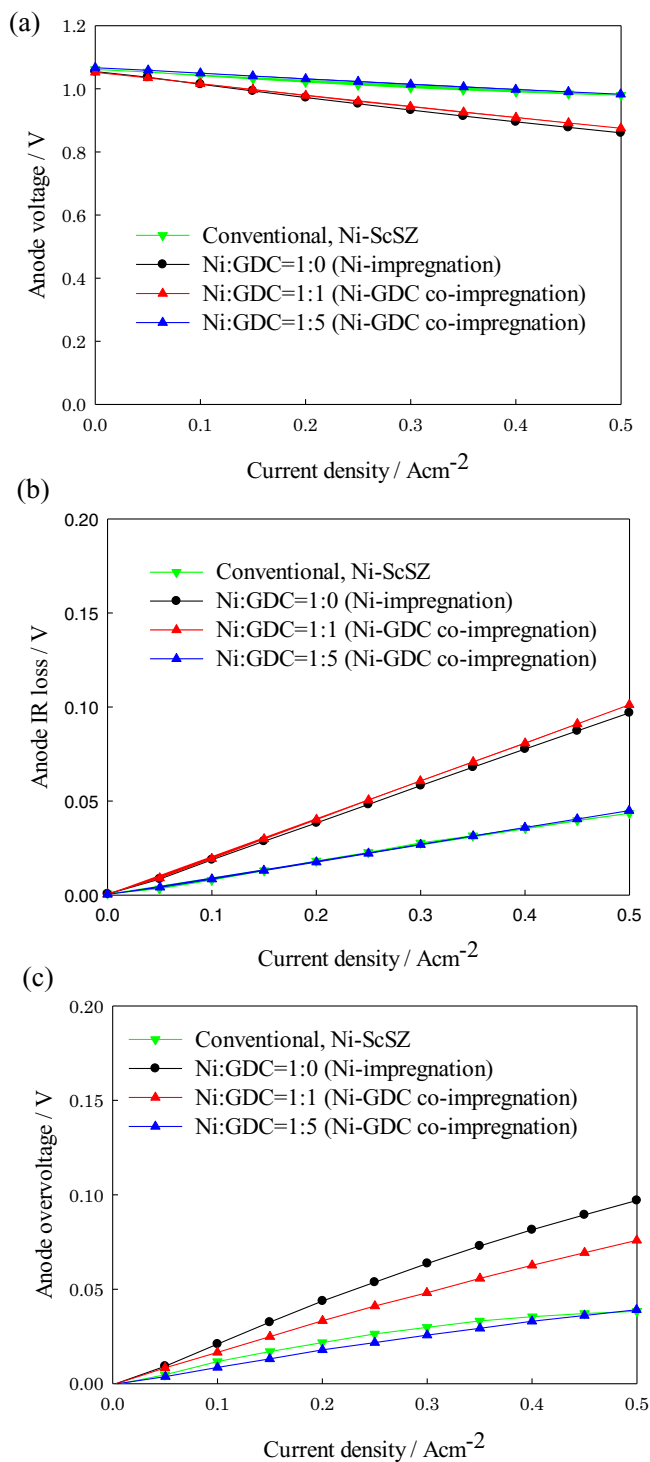 (a)
1.2
1.0
0.8
0.6
0.4
0.2
0.0
Anode voltage / V
Conventional, Ni-ScSZ
Ni:GDC=1:0 (Ni-impregnation)
Ni:GDC=1:1 (Ni-GDC co-impregnation)
Ni:GDC=1:5 (Ni-GDC co-impregnation)
0.0 0.1 0.2 0.3 0.4 0.5
Current density / Acm-2
(b)
0.20
0.15
0.10
0.05
0.00
Anode IR loss / V
Conventional, Ni-ScSZ
Ni:GDC=1:0 (Ni-impregnation)
Ni:GDC=1:1 (Ni-GDC co-impregnation)
Ni:GDC=1:5 (Ni-GDC co-impregnation)
0.0 0.1 0.2 0.3 0.4 0.5
Current density / Acm-2
(c)
0.20
0.15
0.10
0.05
0.00
Anode overvoltage / V
Conventional, Ni-ScSZ
Ni:GDC=1:0 (Ni-impregnation)
Ni:GDC=1:1 (Ni-GDC co-impregnation)
Ni:GDC=1:5 (Ni-GDC co-impregnation)
0.0 0.1 0.2 0.3 0.4 0.5
Current density / Acm-2